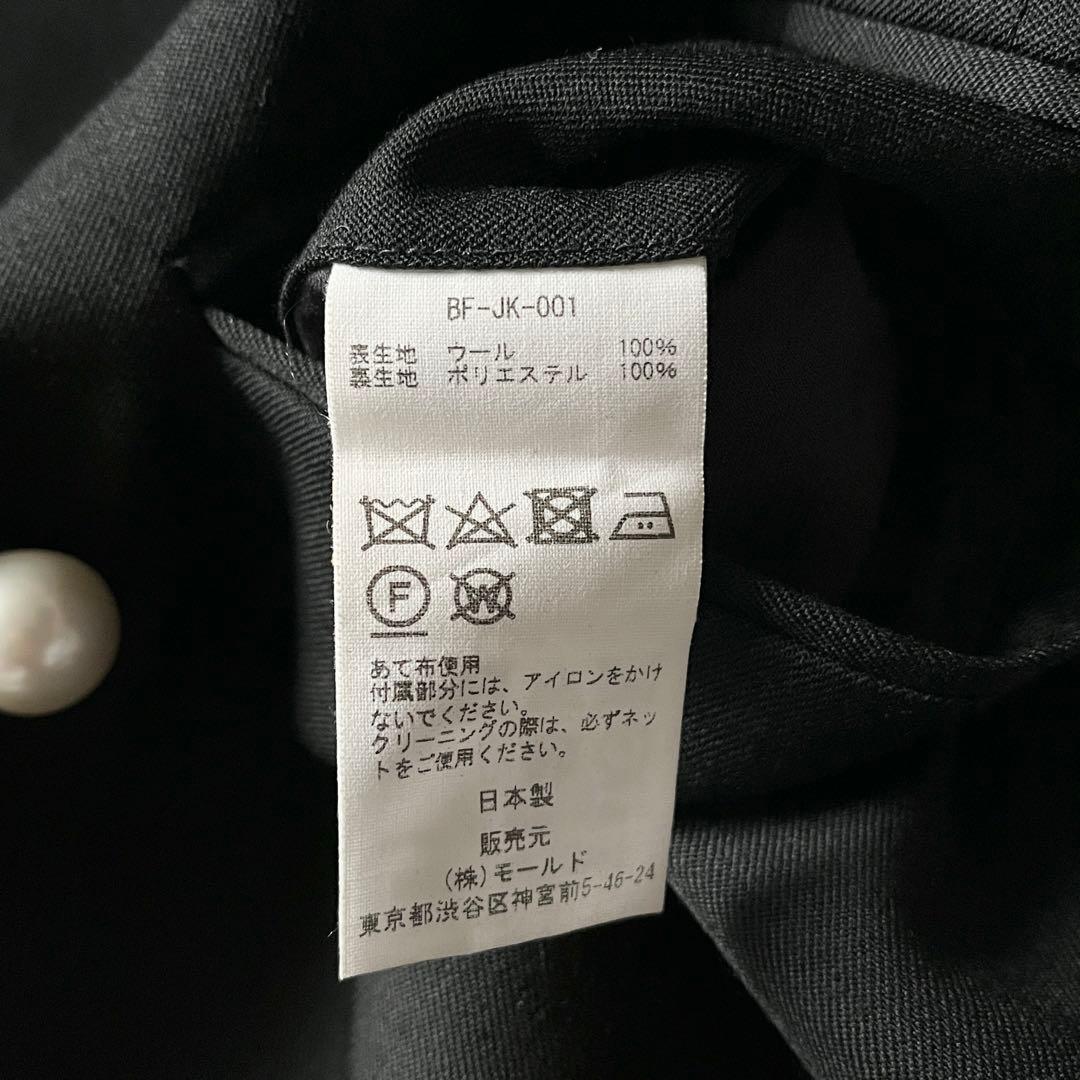 BF-JK-001
表生地 ウール 100%
裏生地 ポリエステル 100%
F
W
あて布使用
付属部分には、アイロンをかけ
ないでください。
クリーニングの際は、必ずネッ
トをご使用ください。
日本製
販売元
(株)モールド
東京都渋谷区神宮前5-46-24